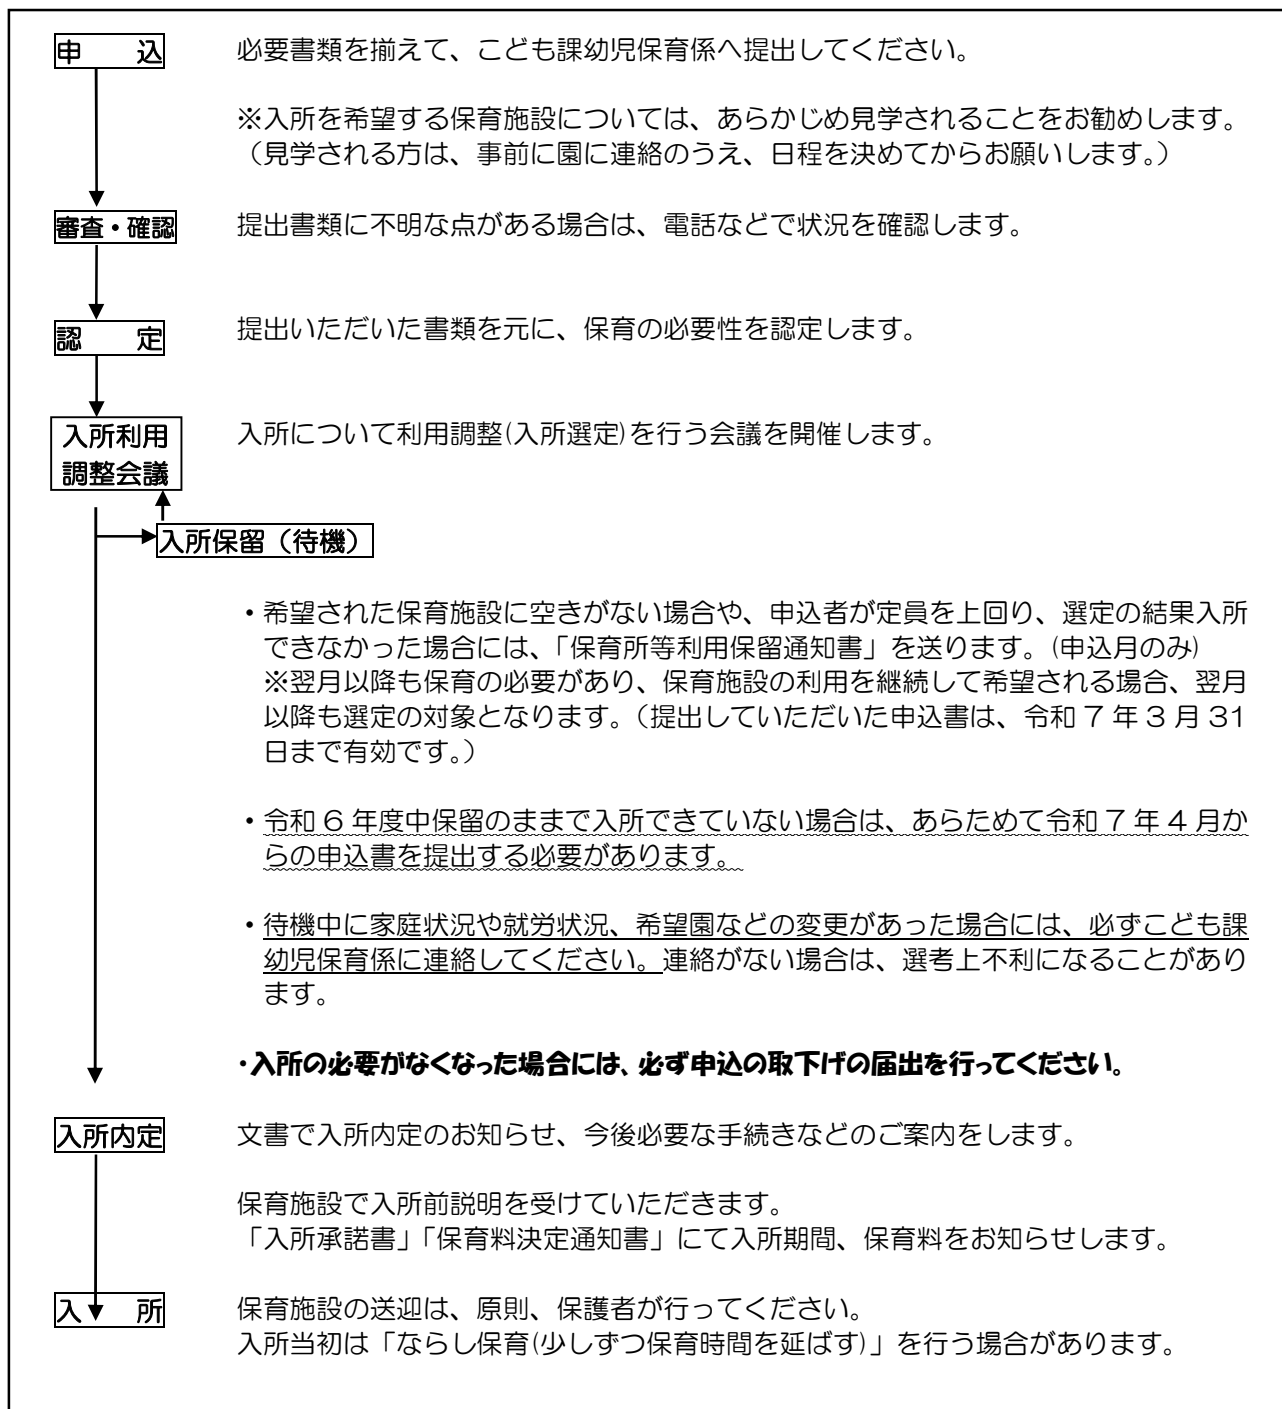 申　込
必要書類を揃えて、こども課幼児保育係へ提出してください。
※入所を希望する保育施設については、あらかじめ見学されることをお勧めします。
（見学される方は、事前に園に連絡のうえ、日程を決めてからお願いします。）
審査・確認
提出書類に不明な点がある場合は、電話などで状況を確認します。
認　定
提出いただいた書類を元に、保育の必要性を認定します。
入所利用
調整会議
入所について利用調整(入所選定)を行う会議を開催します。
入所保留（待機）
・希望された保育施設に空きがない場合や、申込者が定員を上回り、選定の結果入所
できなかった場合には、「保育所等利用保留通知書」を送ります。(申込月のみ)
※翌月以降も保育の必要があり、保育施設の利用を継続して希望される場合、翌月
以降も選定の対象となります。（提出していただいた申込書は、令和７年３月31
日まで有効です。）
・令和６年度中保留のままで入所できていない場合は、あらためて令和７年４月か
らの申込書を提出する必要があります。
・待機中に家庭状況や就労状況、希望園などの変更があった場合には、必ずこども課
幼児保育係に連絡してください。連絡がない場合は、選考上不利になることがあり
ます。
・入所の必要がなくなった場合には、必ず申込の取下げの届出を行ってください。
入所内定
文書で入所内定のお知らせ、今後必要な手続きなどのご案内をします。
保育施設で入所前説明を受けていただきます。
「入所承諾書」「保育料決定通知書」にて入所期間、保育料をお知らせします。
入　所
保育施設の送迎は、原則、保護者が行ってください。
入所当初は「ならし保育(少しずつ保育時間を延ばす)」を行う場合があります。